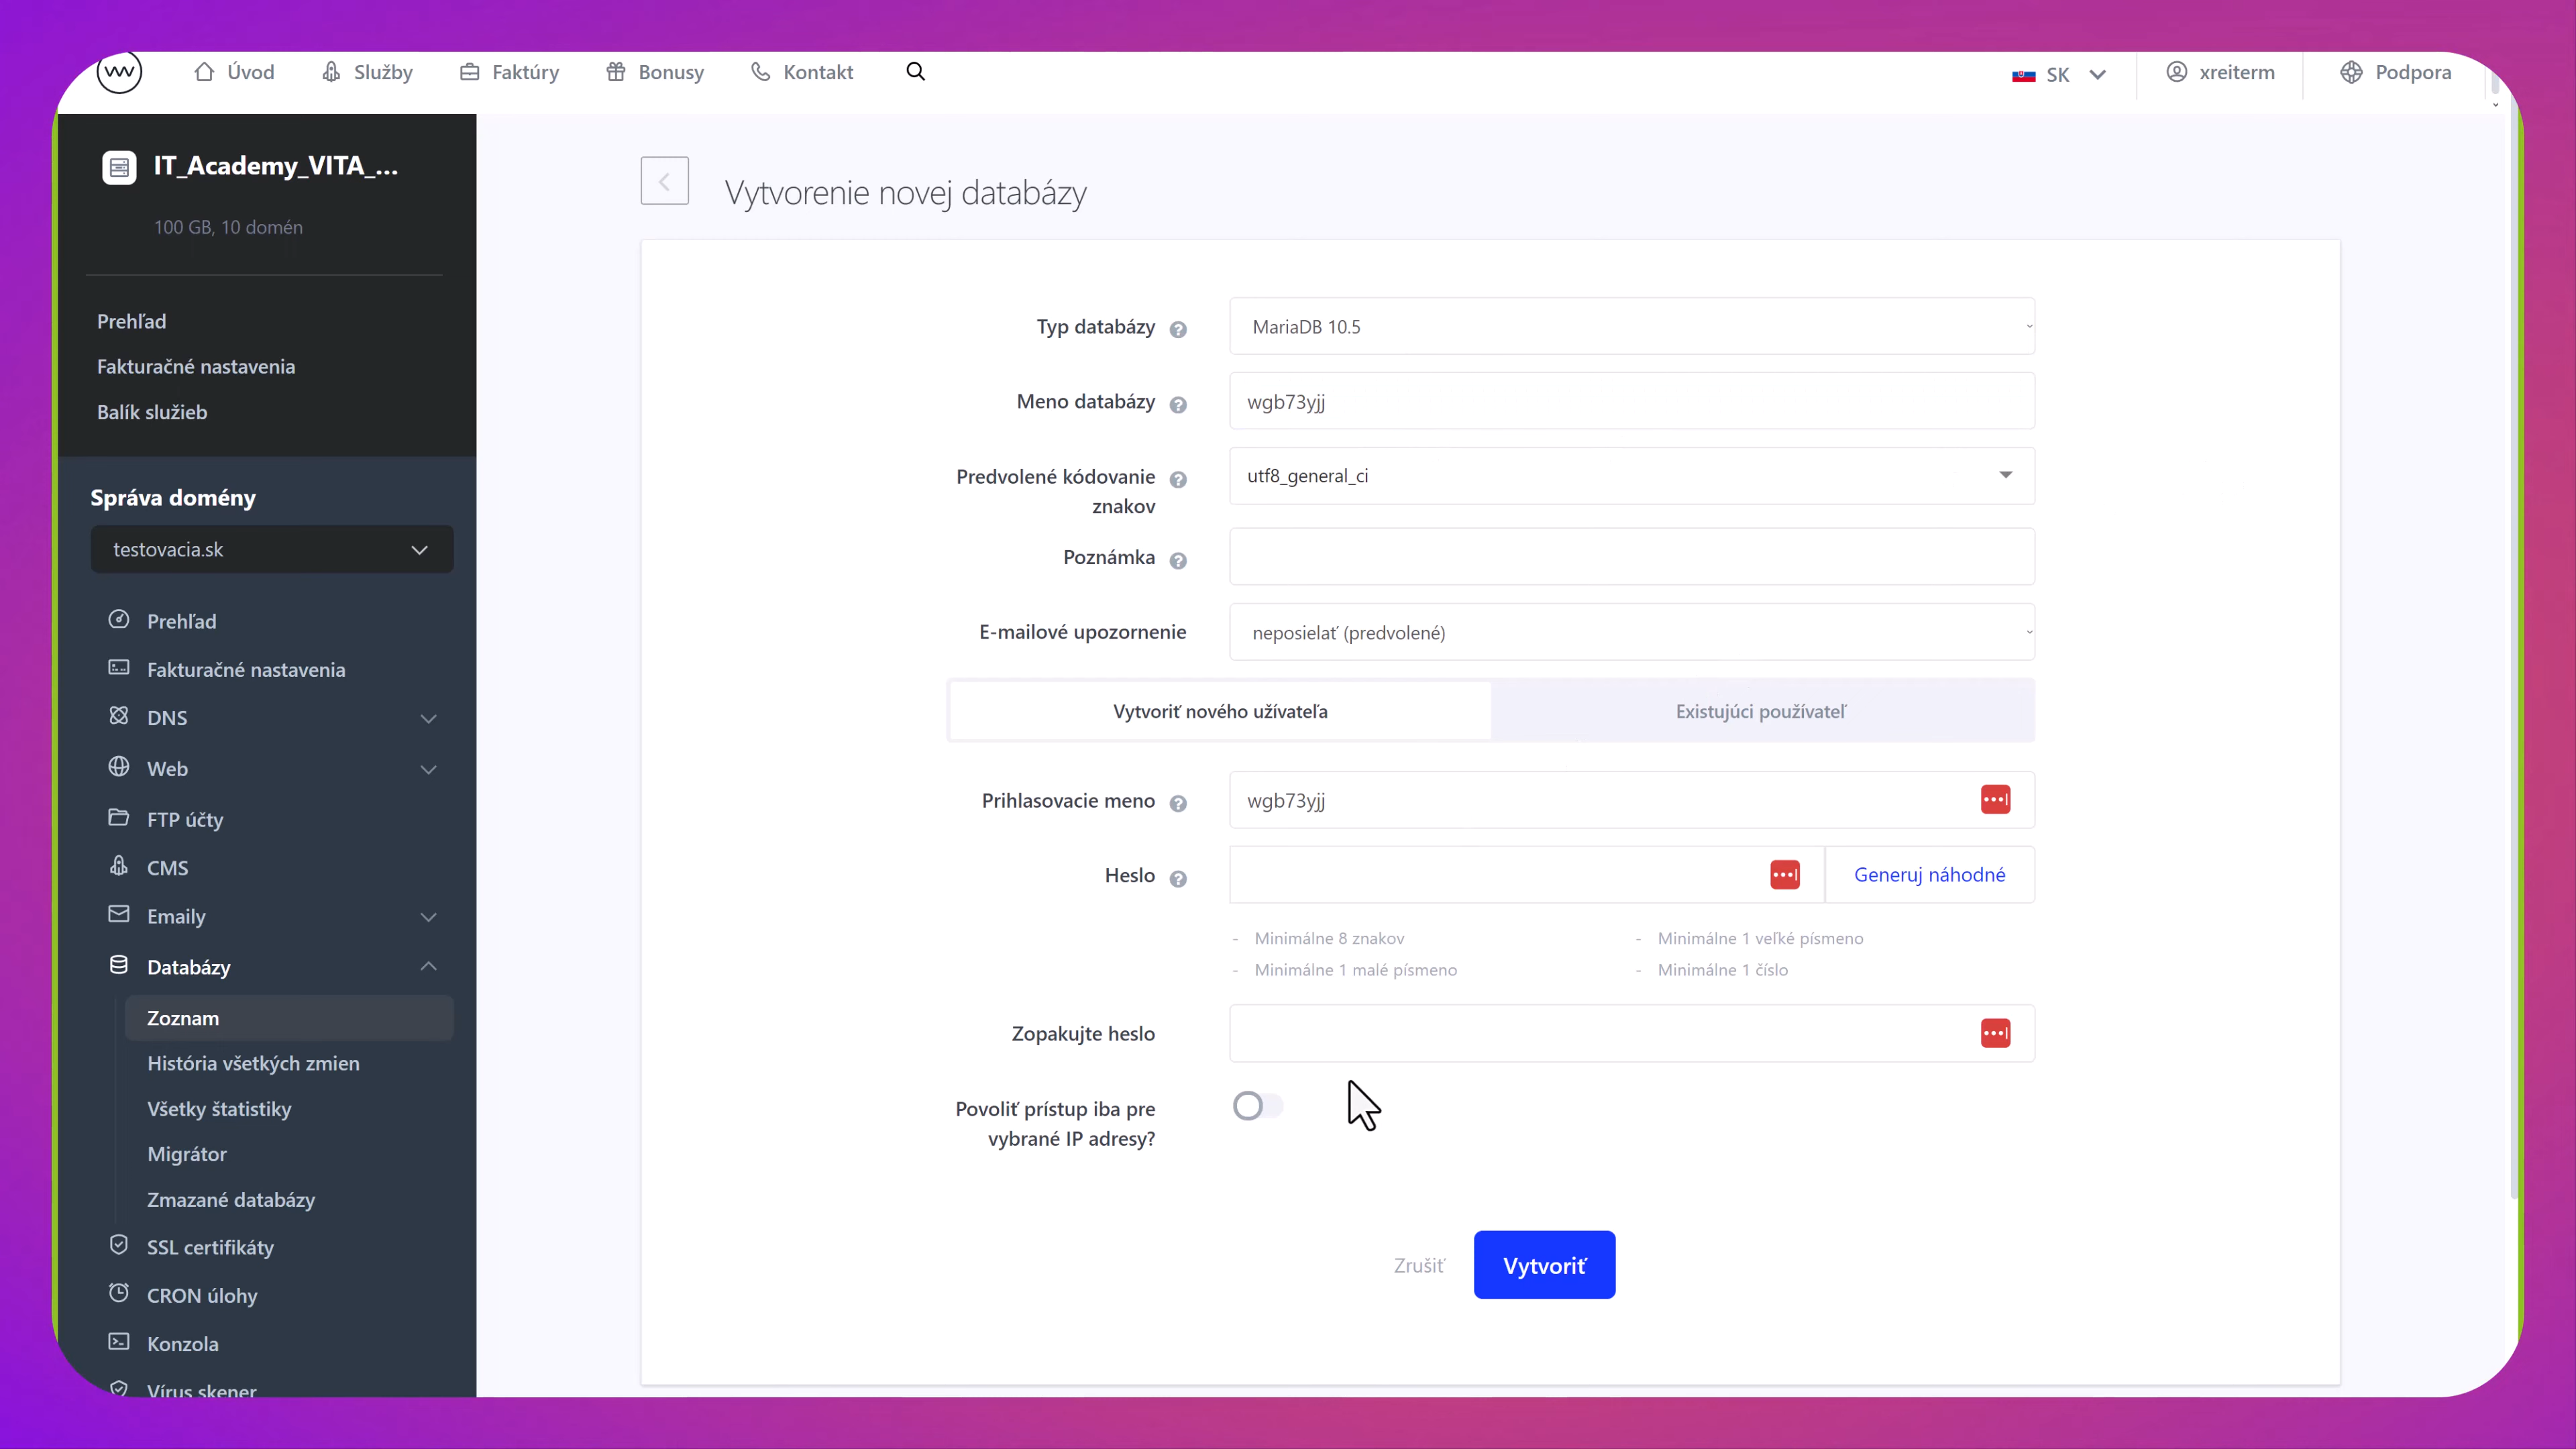 Úvod
Služby
Faktúry
Bonusy
Kontakt
SK
xreiterm
Podpora
IT_Academy_VITA_...
100 GB, 10 domén
Prehľad
Fakturačné nastavenia
Balík služieb
Správa domény
testovacia.sk
Prehľad
Fakturačné nastavenia
DNS
Web
FTP účty
CMS
Emaily
Databázy
Zoznam
História všetkých zmien
Všetky štatistiky
Migrátor
Zmazané databázy
SSL certifikáty
CRON úlohy
Konzola
Vírus skener
Vytvorenie novej databázy
Typ databázy
MariaDB 10.5
Meno databázy
wgb73yjj
Predvolené kódovanie
znakov
utf8_general_ci
Poznámka
E-mailové upozornenie
neposielať (predvolené)
Vytvoriť nového užívateľa
Existujúci používateľ
Prihlasovacie meno
wgb73yjj
Heslo
Generuj náhodné
- Minimálne 8 znakov
- Minimálne 1 veľké písmeno
- Minimálne 1 malé písmeno
- Minimálne 1 číslo
Zopakujte heslo
Povoliť prístup iba pre
vybrané IP adresy?
Zrušiť
Vytvoriť